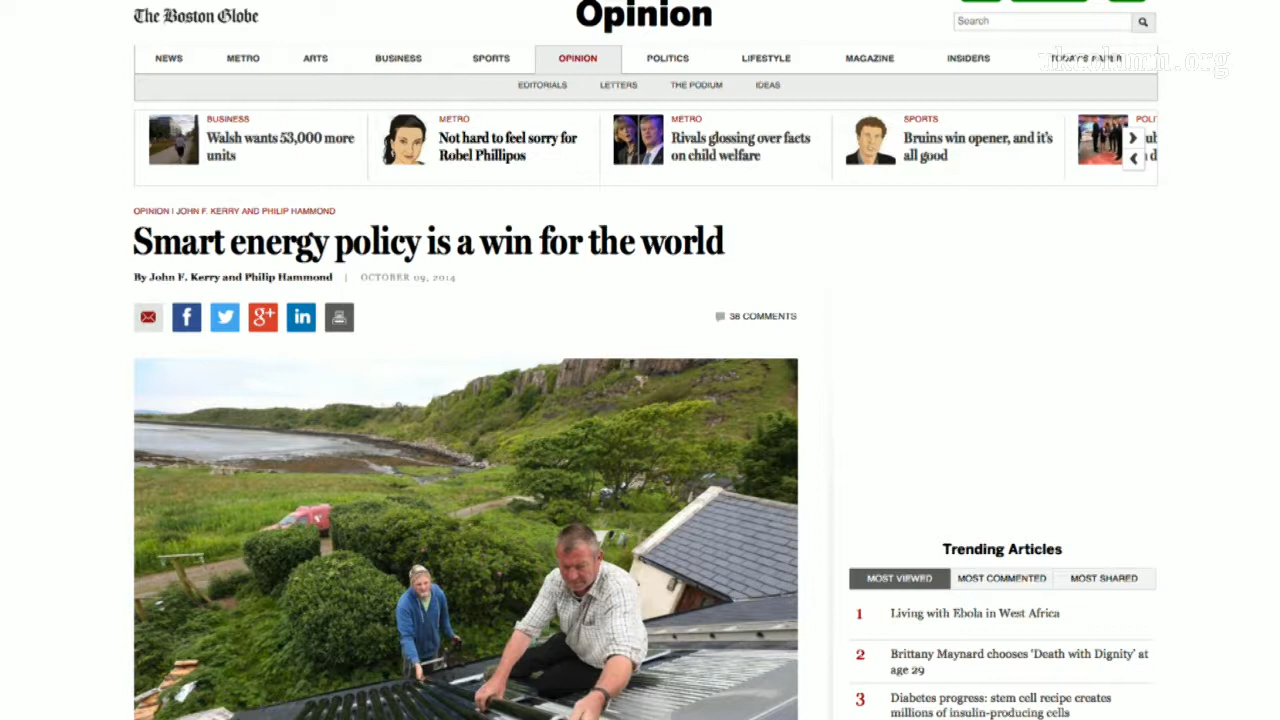 The Boston Globe
Opinion
Search
ukcolumn.org
NEWS METRO ARTS BUSINESS SPORTS OPINION POLITICS LIFESTYLE MAGAZINE INSIDERS TODAY'S PAPER
EDITORIALS LETTERS THE PODIUM IDEAS
BUSINESS
Walsh wants 53,000 more
units
METRO
Not hard to feel sorry for
Robel Phillipos
METRO
Rivals glossing over facts
on child welfare
SPORTS
Bruins win opener, and it's
all good
OPINION | JOHN F. KERRY AND PHILIP HAMMOND
Smart energy policy is a win for the world
By John F. Kerry and Philip Hammond | OCTOBER 09, 2014
38 COMMENTS
Trending Articles
MOST VIEWED MOST COMMENTED MOST SHARED
1 Living with Ebola in West Africa
2 Brittany Maynard chooses 'Death with Dignity' at
age 29
3 Diabetes progress: stem cell recipe creates
millions of insulin-producing cells